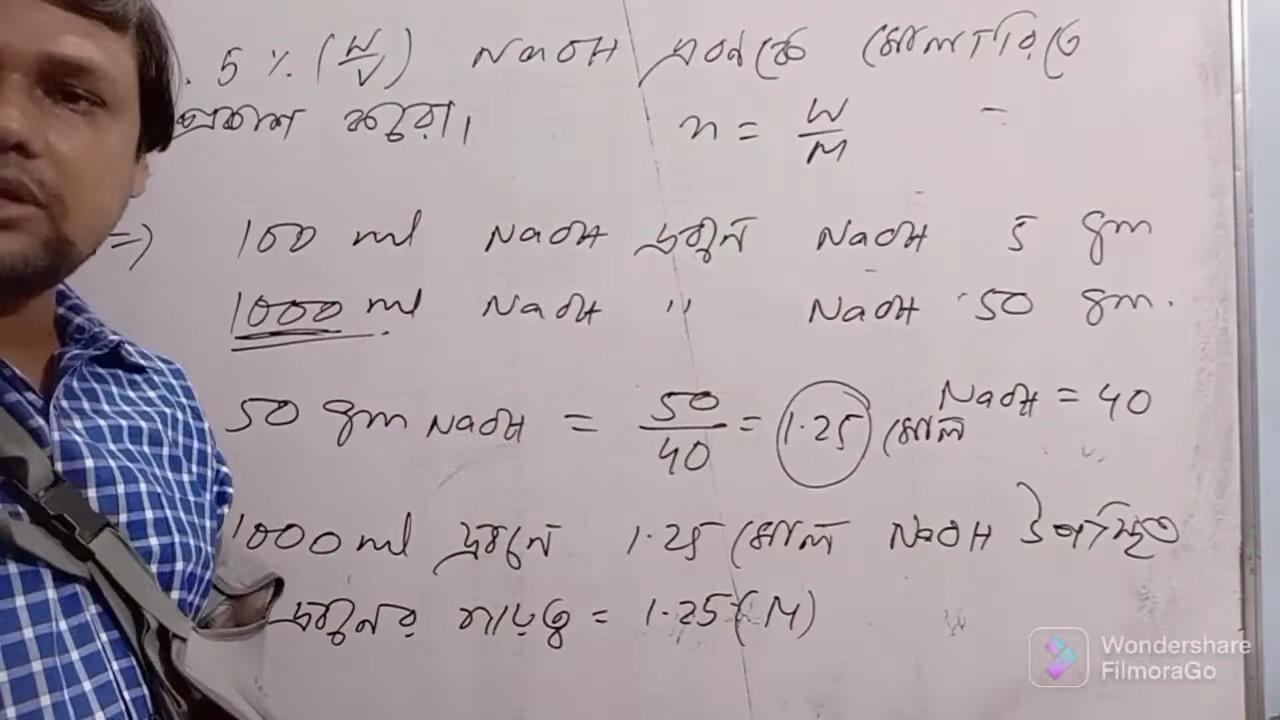 . 5 % (W/V) NaOH দ্রবণকে মোলারিটিতে
প্রকাশ করো।
n = W/M
=> 100 ml NaOH দ্রবণে NaOH 5 gm
1000 ml NaOH " NaOH 50 gm.
50 gm NaOH = 50/40 = 1.25 মোল NaOH = 40
1000 ml দ্রবণে 1.25 মোল NaOH উপস্থিত
দ্রবণের গাঢ়ত্ব = 1.25 (M)
Wondershare
FilmoraGo